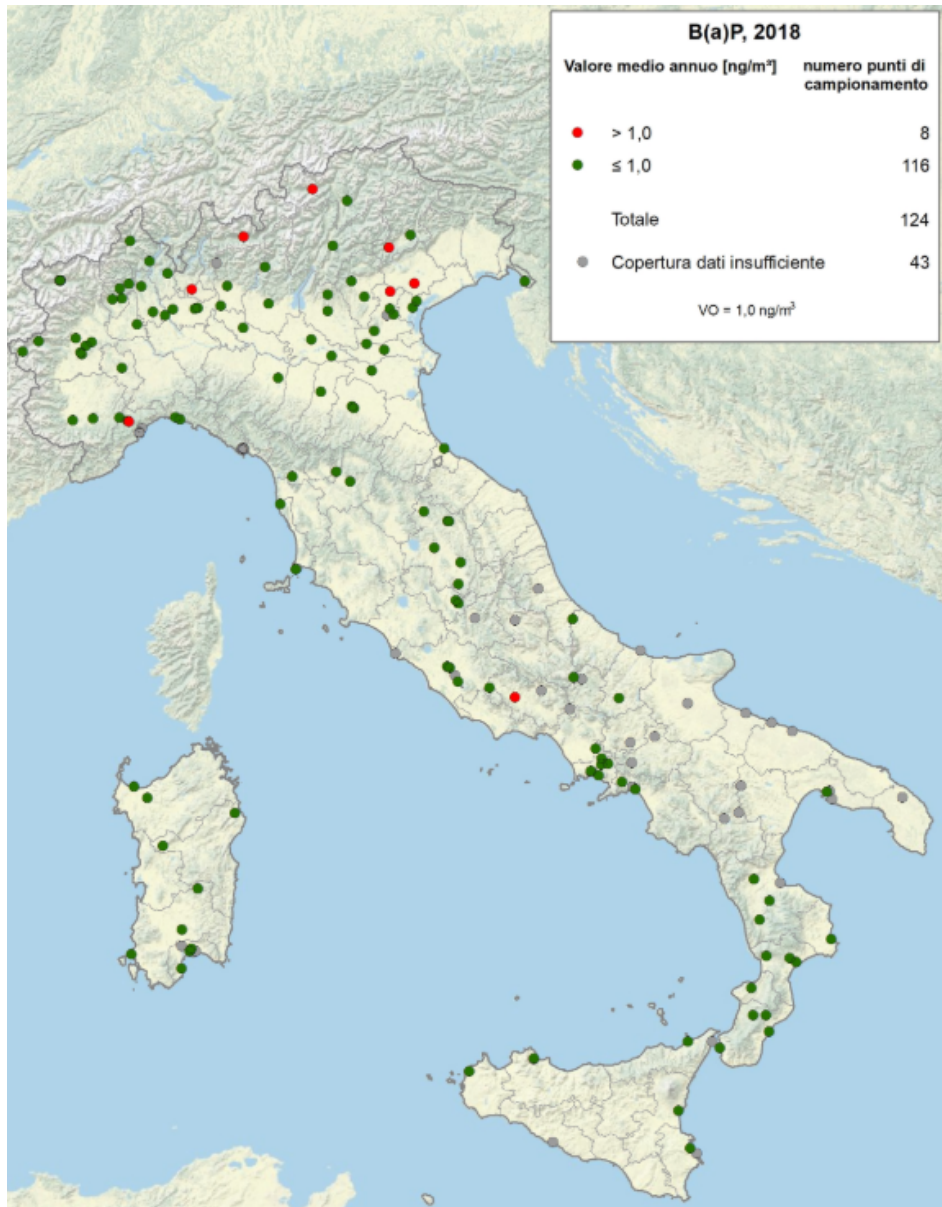 B(a)P, 2018
Valore medio annuo [ng/m³] numero punti di
campionamento
> 1,0 8
≤ 1,0 116
Totale 124
Copertura dati insufficiente 43
VO = 1,0 ng/m³